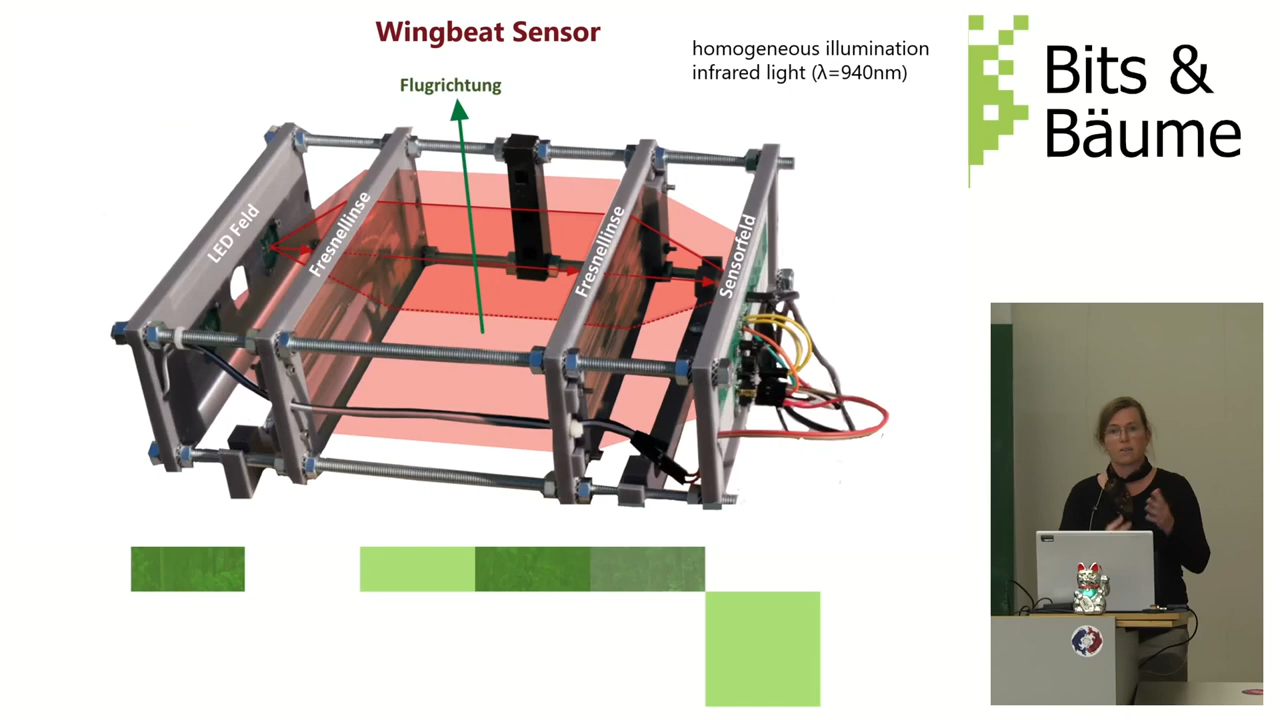 Wingbeat Sensor
homogeneous illumination
infrared light (λ=940nm)
Flugrichtung
LED Feld
Fresnellinse
Fresnellinse
Sensorfeld
Bits &
Bäume